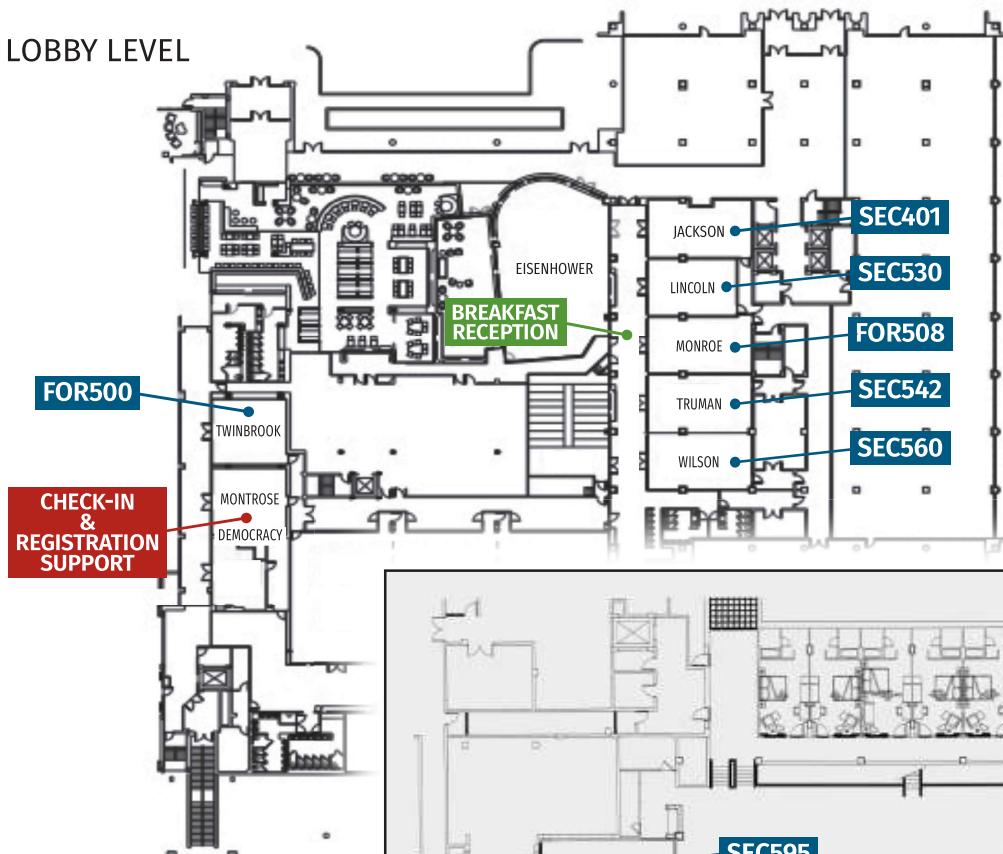 LOBBY LEVEL
JACKSON
SEC401
EISENHOWER
LINCOLN
SEC530
BREAKFAST
RECEPTION
MONROE
FOR508
FOR500
TRUMAN
SEC542
TWINBROOK
WILSON
SEC560
CHECK-IN
&
REGISTRATION
SUPPORT
MONTROSE
DEMOCRACY
SEC595